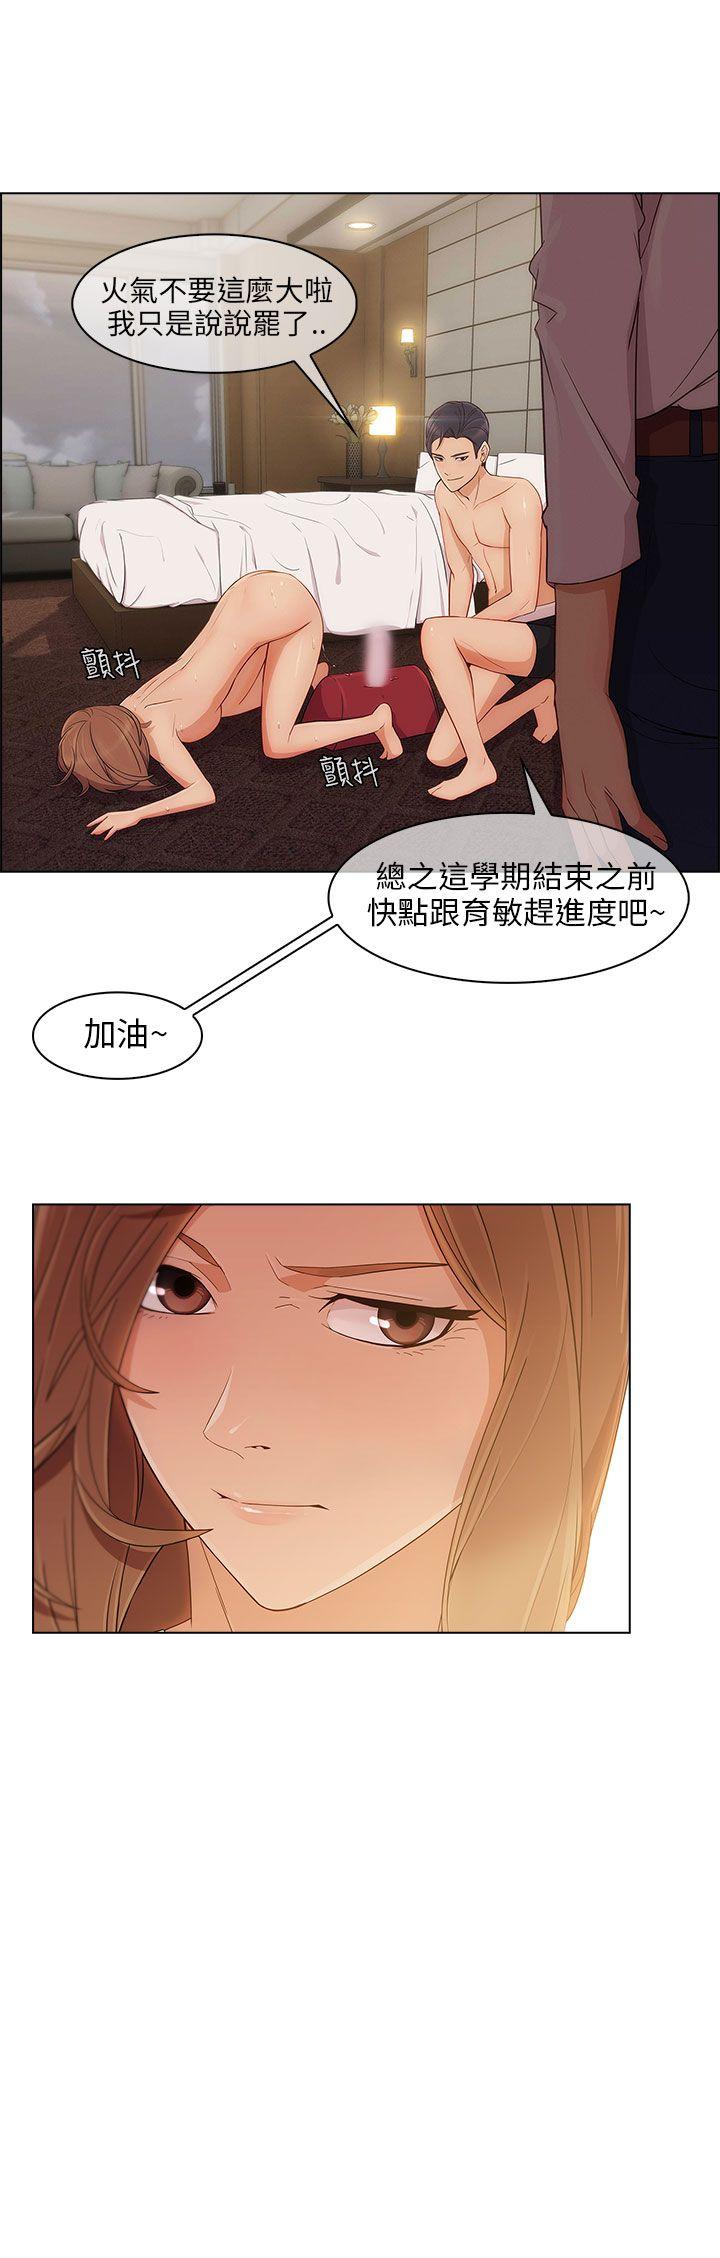 火氣不要這麼大啦
我只是說說罷了..
顫抖
顫抖
總之這學期結束之前
快點跟育敏趕進度吧~
加油~